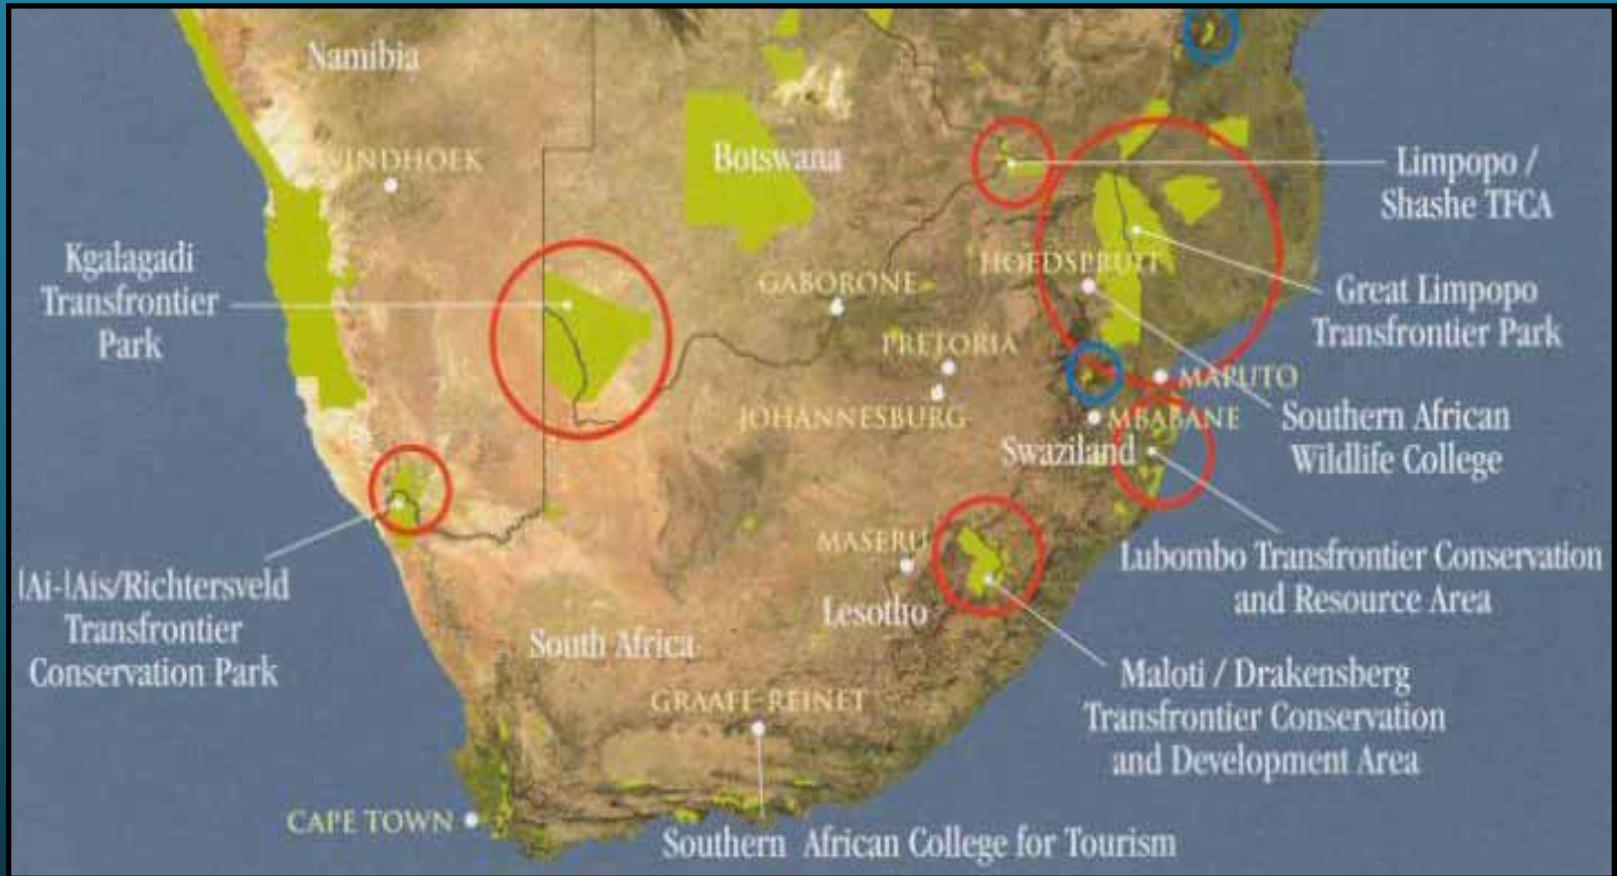 Namibia
WINDHOEK
Botswana
Limpopo /
Shashe TFCA
Kgalagadi
Transfrontier
Park
GABORONE
HOEDSPRUIT
Great Limpopo
Transfrontier Park
PRETORIA
JOHANNESBURG
MAPUTO
MBABANE
Swaziland
Southern African
Wildlife College
MASERU
Lesotho
Lubombo Transfrontier Conservation
and Resource Area
|Ai-|Ais/Richtersveld
Transfrontier
Conservation Park
South Africa
Maloti / Drakensberg
Transfrontier Conservation
and Development Area
GRAAFF-REINET
CAPE TOWN
Southern African College for Tourism